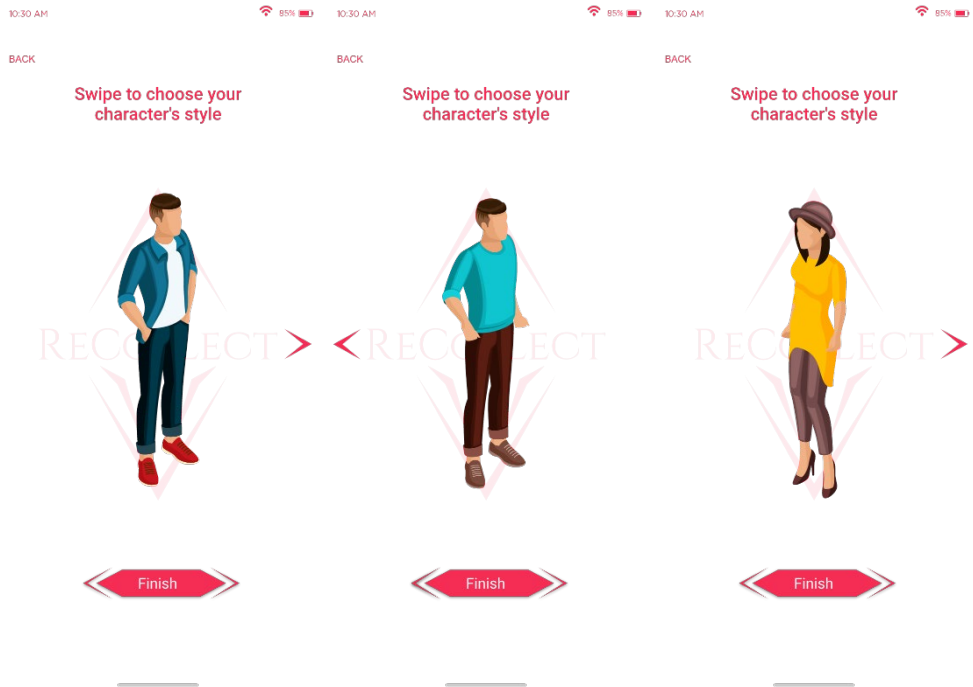 10:30 AM
85%
BACK
Swipe to choose your
character's style
RECOLLECT
Finish
10:30 AM
85%
BACK
Swipe to choose your
character's style
RECOLLECT
Finish
10:30 AM
85%
BACK
Swipe to choose your
character's style
RECOLLECT
Finish